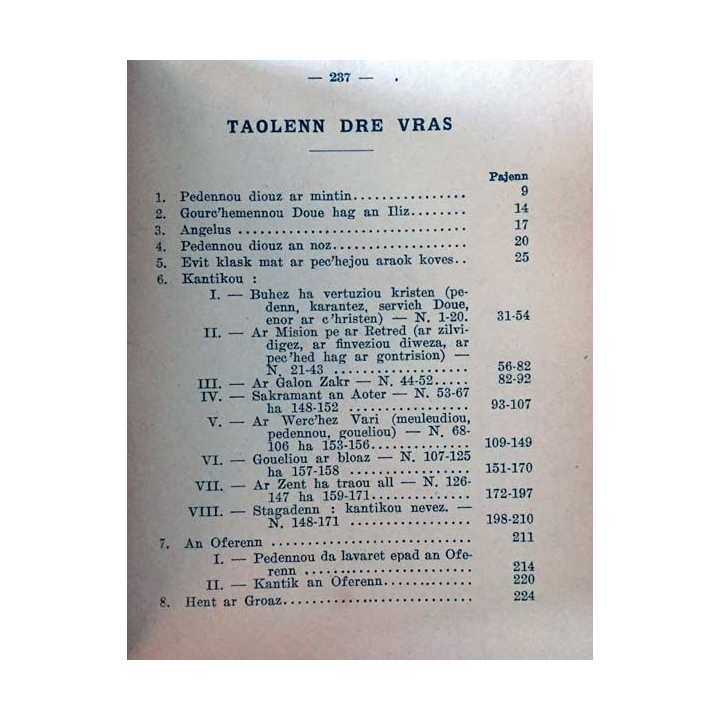 — 237 —
TAOLENN DRE VRAS
Pajenn
1. Pedennou diouz ar mintin................ 9
2. Gourc'hemennou Doue hag an Iliz........ 14
3. Angelus ................................. 17
4. Pedennou diouz an noz.................... 20
5. Evit klask mat ar pec'hejou araok koves.. 25
6. Kantikou :
I. — Buhez ha vertuziou kristen (pe-
denn, karantez, servich Doue,
enor ar c'hristen) — N. 1-20. 31-54
II. — Ar Mision pe ar Retred (ar zilvi-
digez, ar finveziou diweza, ar
pec'hed hag ar gontrision) —
N. 21-43 .................... 56-82
III. — Ar Galon Zakr — N. 44-52..... 82-92
IV. — Sakramant an Aoter — N. 53-67
ha 148-152 .................. 93-107
V. — Ar Werc'hez Vari (meuleudiou,
pedennou, goueliou) — N. 68-
106 ha 153-156............... 109-149
VI. — Goueliou ar bloaz — N. 107-125
ha 157-158 .................. 151-170
VII. — Ar Zent ha traou all — N. 126-
147 ha 159-171............... 172-197
VIII. — Stagadenn : kantikou nevez. —
N. 148-171 .................. 198-210
7. An Oferenn ............................. 211
I. — Pedennou da lavaret epad an Ofe-
renn ........................ 214
II. — Kantik an Oferenn............. 220
8. Hent ar Groaz............................ 224